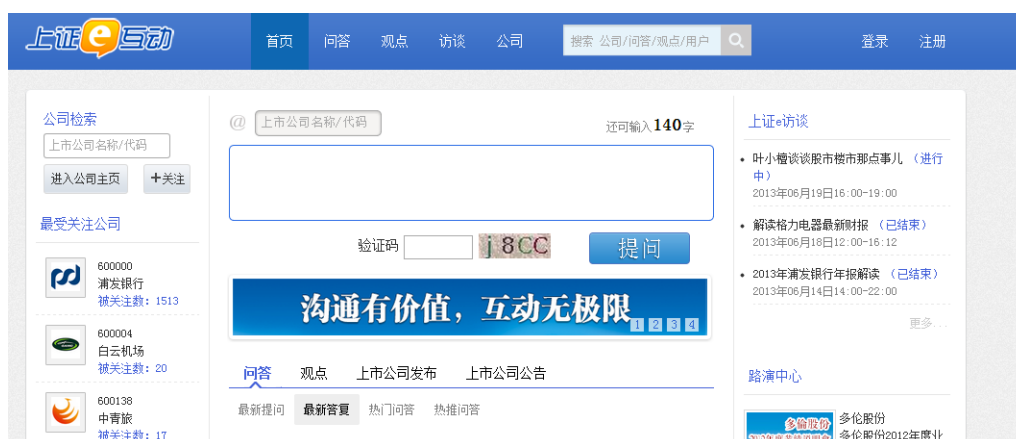 上证e互动
首页 问答 观点 访谈 公司
搜索 公司/问答/观点/用户
登录 注册
公司检索
上市公司名称/代码
进入公司主页 +关注
最受关注公司
600000
浦发银行
被关注数: 1513
600004
白云机场
被关注数: 20
600138
中青旅
被关注数: 17
@ 上市公司名称/代码
还可输入140字
验证码 j8CC 提问
沟通有价值，互动无极限
1 2 3 4
问答 观点 上市公司发布 上市公司公告
最新提问 最新答复 热门问答 热推问答
上证e访谈
叶小檀谈谈股市楼市那点事儿 （进行
中）
2013年06月19日16:00-19:00
解读格力电器最新财报 （已结束）
2013年06月18日12:00-16:12
2013年浦发银行年报解读 （已结束）
2013年06月14日14:00-22:00
更多...
路演中心
多伦股份
多伦股份
多伦股份2012年度业